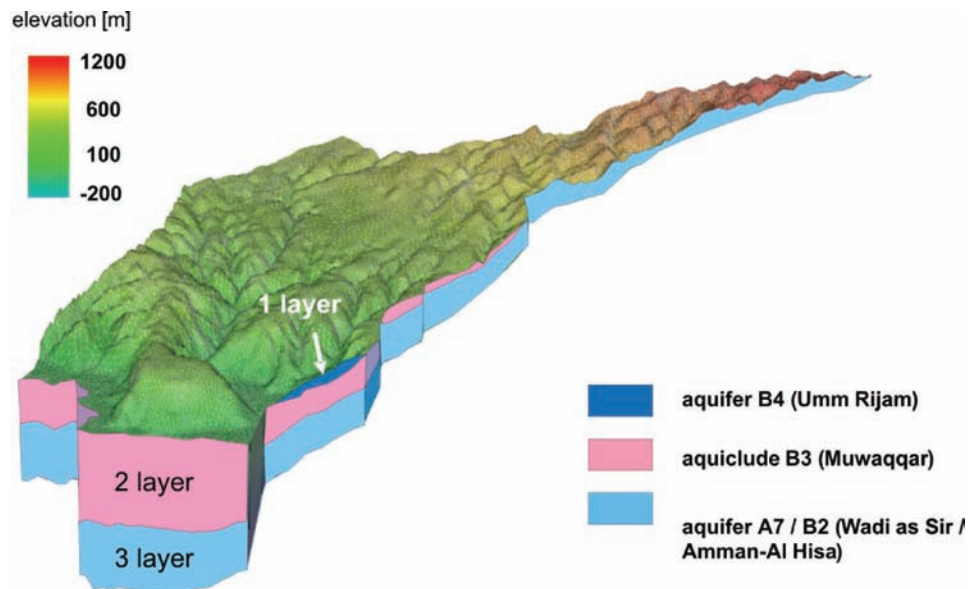 elevation [m]
1200
600
100
-200
1 layer
2 layer
3 layer
aquifer B4 (Umm Rijam)
aquiclude B3 (Muwaqqar)
aquifer A7 / B2 (Wadi as Sir /
Amman-Al Hisa)